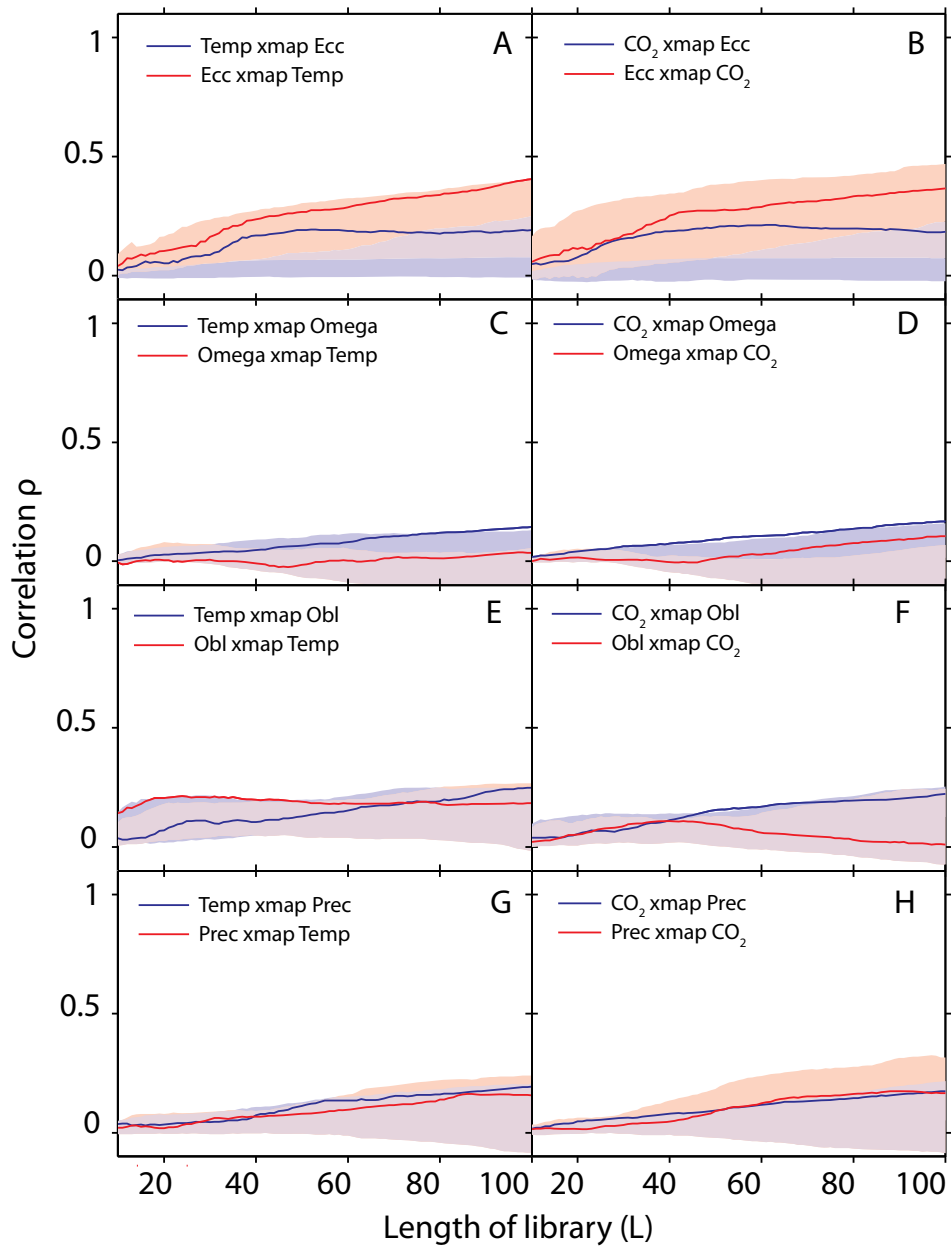 1
0.5
0
Temp xmap Ecc
Ecc xmap Temp
A
CO₂ xmap Ecc
Ecc xmap CO₂
B
1
0.5
0
Temp xmap Omega
Omega xmap Temp
C
CO₂ xmap Omega
Omega xmap CO₂
D
1
0.5
0
Temp xmap Obl
Obl xmap Temp
E
CO₂ xmap Obl
Obl xmap CO₂
F
1
0.5
0
Temp xmap Prec
Prec xmap Temp
G
CO₂ xmap Prec
Prec xmap CO₂
H
20 40 60 80 100 20 40 60 80 100
Correlation ρ
Length of library (L)